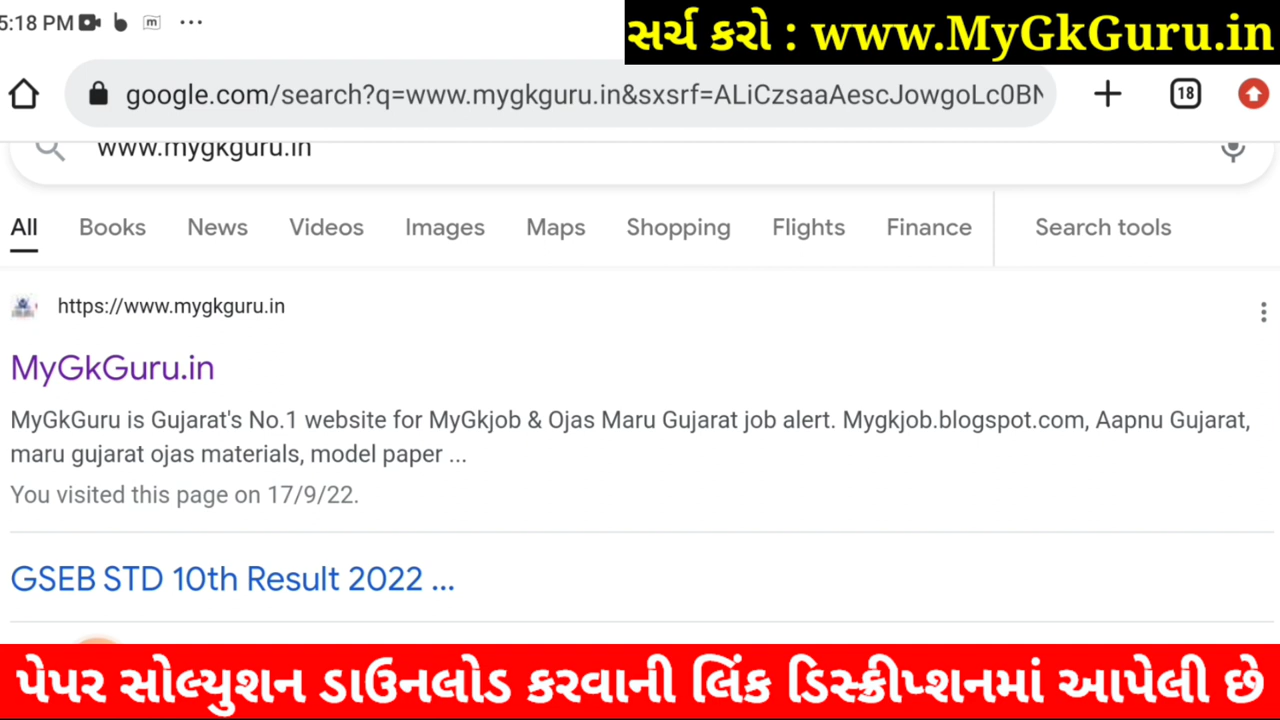 5:18 PM
સર્ચ કરો : www.MyGkGuru.in
google.com/search?q=www.mygkguru.in&sxsrf=ALiCzsaaAescJowgoLc0BN
18
www.mygkguru.in
All Books News Videos Images Maps Shopping Flights Finance Search tools
https://www.mygkguru.in
MyGkGuru.in
MyGkGuru is Gujarat's No.1 website for MyGkjob & Ojas Maru Gujarat job alert. Mygkjob.blogspot.com, Aapnu Gujarat,
maru gujarat ojas materials, model paper ...
You visited this page on 17/9/22.
GSEB STD 10th Result 2022 ...
પેપર સોલ્યુશન ડાઉનલોડ કરવાની લિંક ડિસ્ક્રીપ્શનમાં આપેલી છે